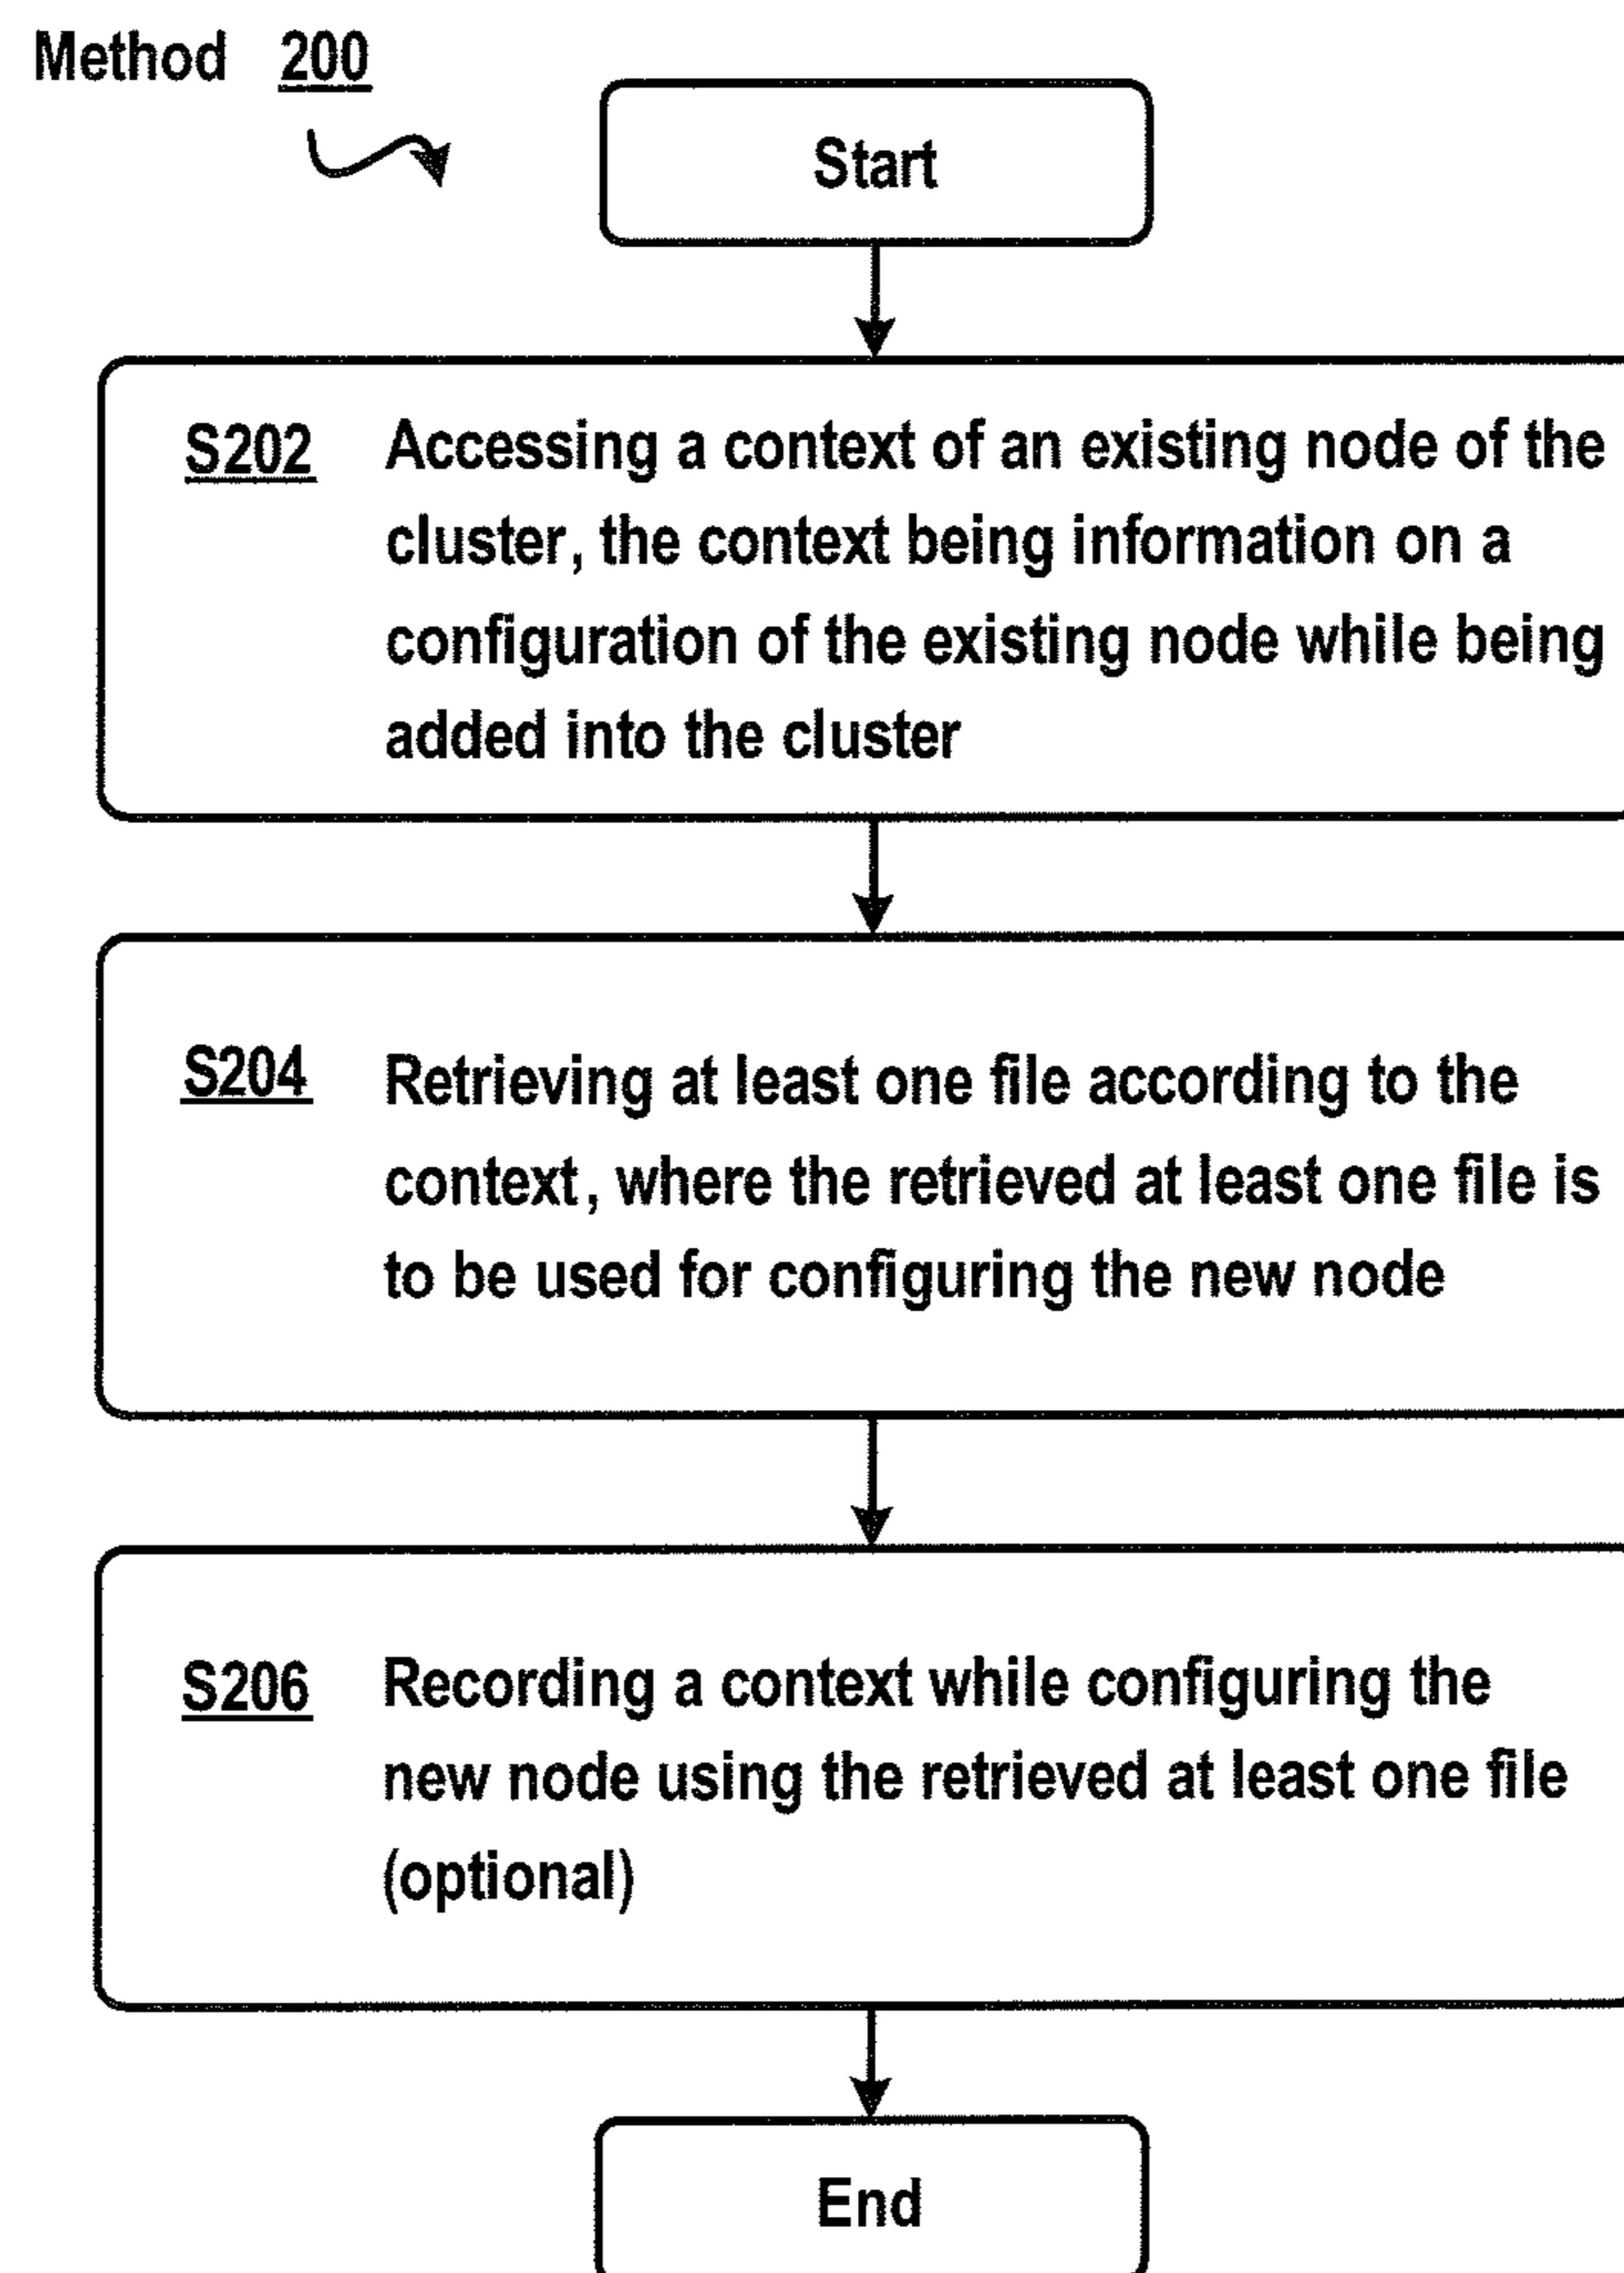 Method 200
Start
S202 Accessing a context of an existing node of the
cluster, the context being information on a
configuration of the existing node while being
added into the cluster
S204 Retrieving at least one file according to the
context, where the retrieved at least one file is
to be used for configuring the new node
S206 Recording a context while configuring the
new node using the retrieved at least one file
(optional)
End